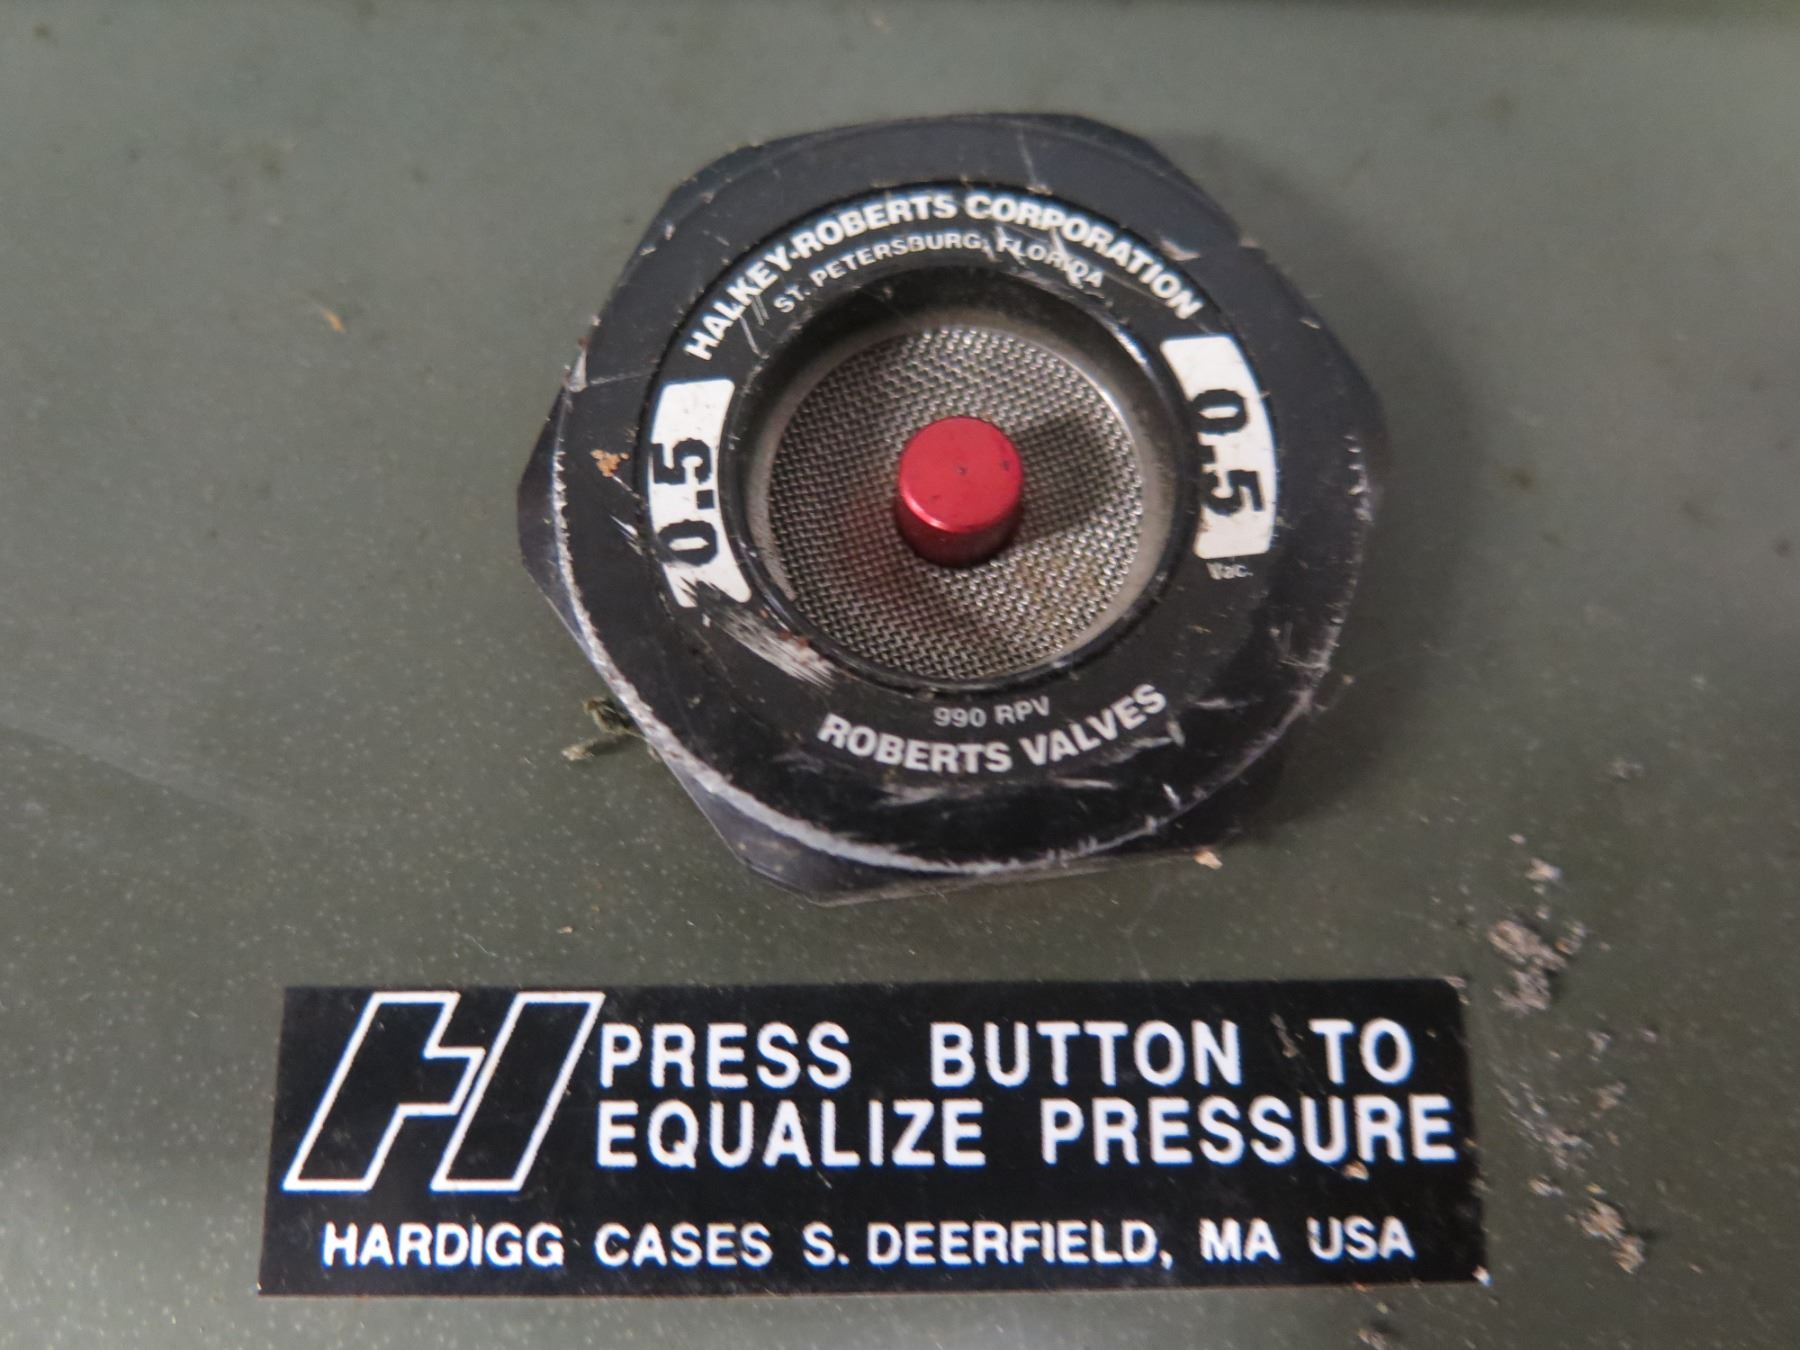 HALKEY-ROBERTS CORPORATION
ST. PETERSBURG, FLORIDA
0.5
0.5
Vac.
990 RPV
ROBERTS VALVES
H
PRESS BUTTON TO
EQUALIZE PRESSURE
HARDIGG CASES S. DEERFIELD, MA USA